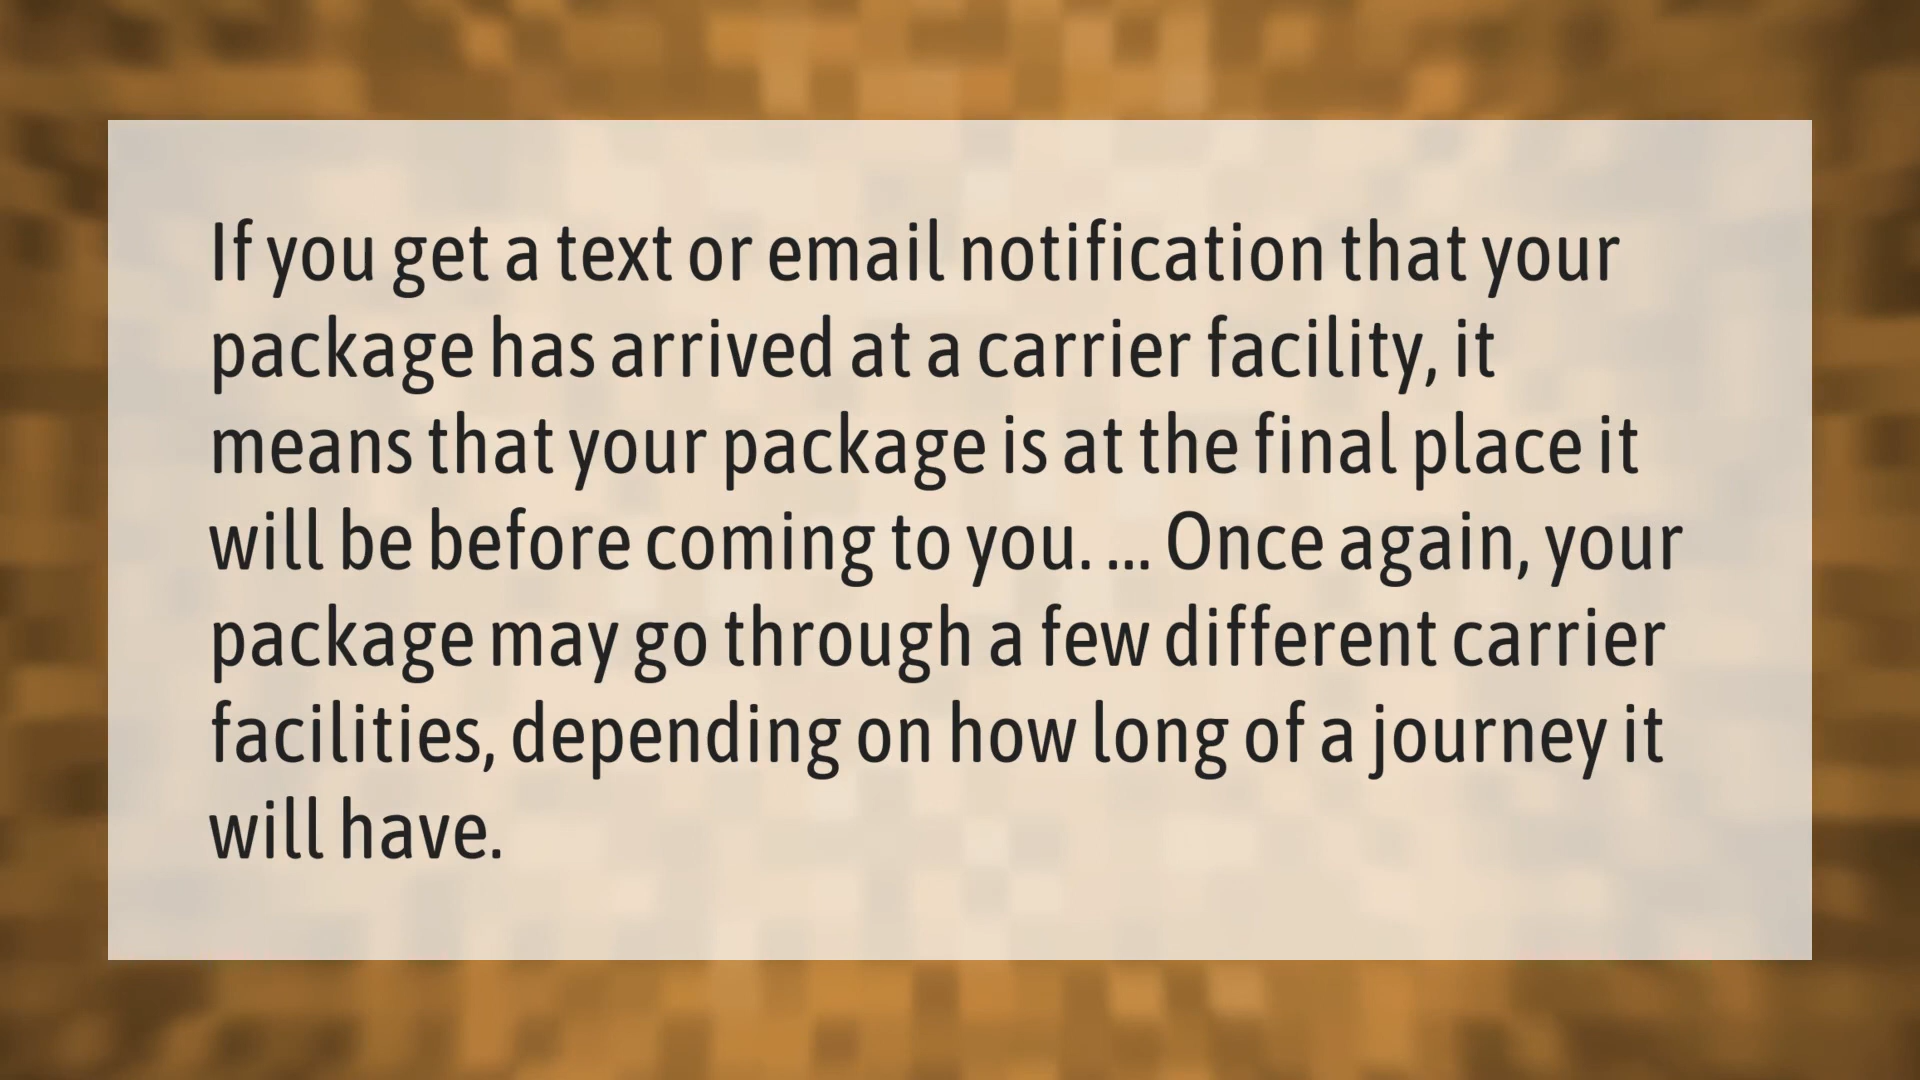 If you get a text or email notification that your
package has arrived at a carrier facility, it
means that your package is at the final place it
will be before coming to you. ... Once again, your
package may go through a few different carrier
facilities, depending on how long of a journey it
will have.